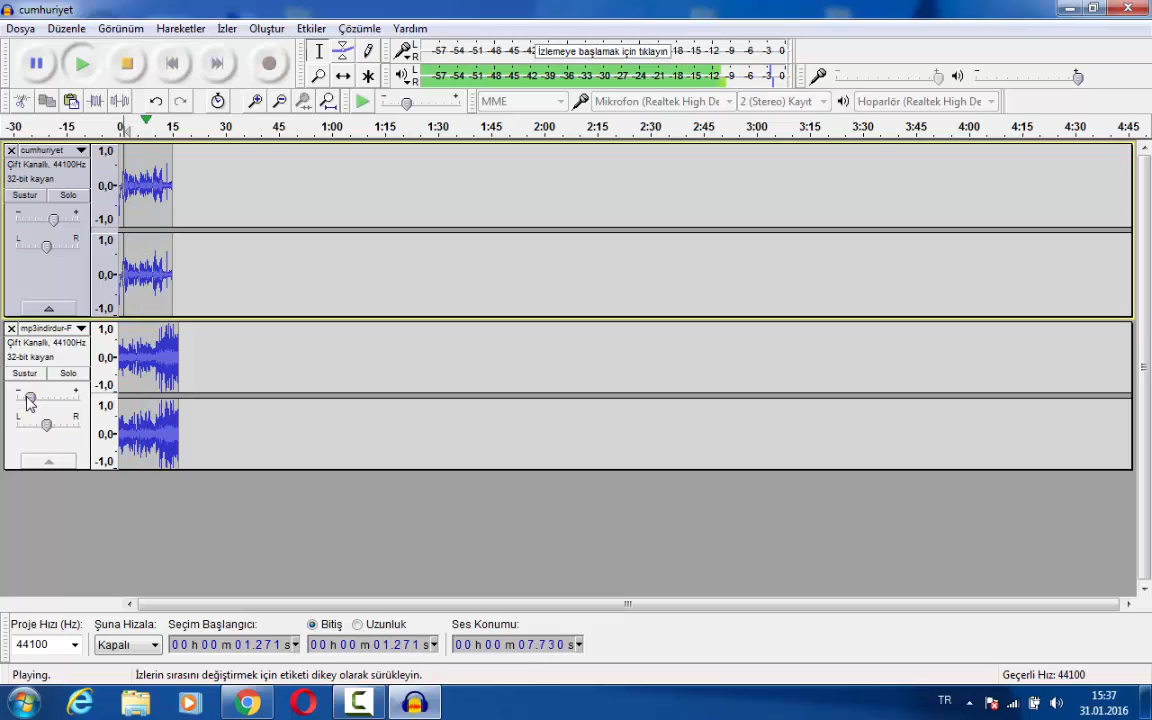 cumhuriyet
Dosya Düzenle Görünüm Hareketler İzler Oluştur Etkiler Çözümle Yardım
L R -57 -54 -51 -48 -45 -42 İzlemeye başlamak için tıklayın -18 -15 -12 -9 -6 -3 0
L R -57 -54 -51 -48 -45 -42 -39 -36 -33 -30 -27 -24 -21 -18 -15 -12 -9 -6 -3 0
MME Mikrofon (Realtek High De 2 (Stereo) Kayıt Hoparlör (Realtek High De
-30 -15 0 15 30 45 1:00 1:15 1:30 1:45 2:00 2:15 2:30 2:45 3:00 3:15 3:30 3:45 4:00 4:15 4:30 4:45
cumhuriyet
Çift Kanallı, 44100Hz
32-bit kayan
Sustur Solo
- +
L R
1,0
0,0
-1,0
1,0
0,0
-1,0
mp3indirdur-F
Çift Kanallı, 44100Hz
32-bit kayan
Sustur Solo
- +
L R
1,0
0,0
-1,0
1,0
0,0
-1,0
Proje Hızı (Hz): Şuna Hizala: Seçim Başlangıcı: Bitiş Uzunluk Ses Konumu:
44100 Kapalı 00 h 00 m 01.271 s 00 h 00 m 01.271 s 00 h 00 m 07.730 s
Playing. İzlerin sırasını değiştirmek için etiketi dikey olarak sürükleyin. Geçerli Hız: 44100
TR 15:37
31.01.2016